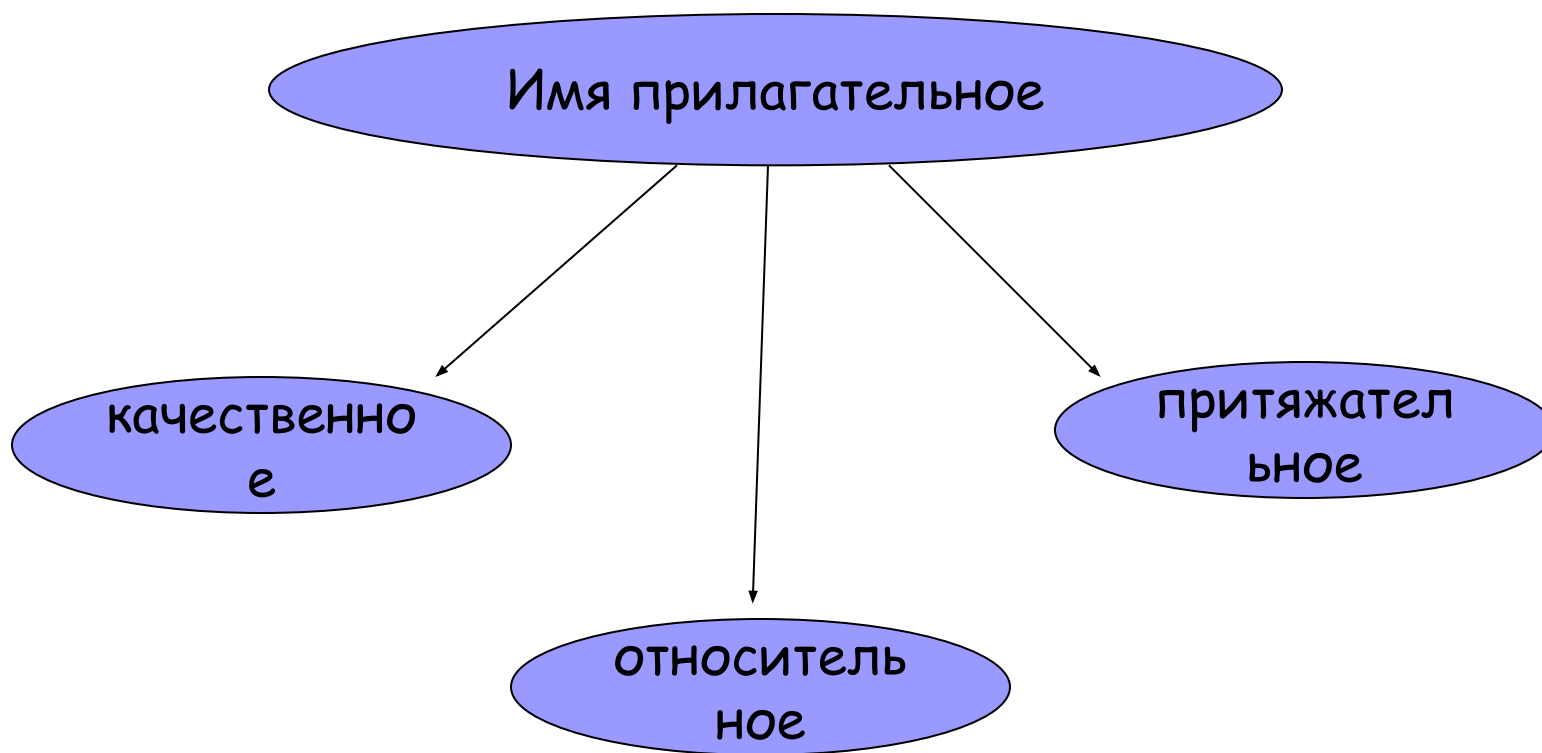 Имя прилагательное
качественно
е
притяжател
ьное
относитель
ное